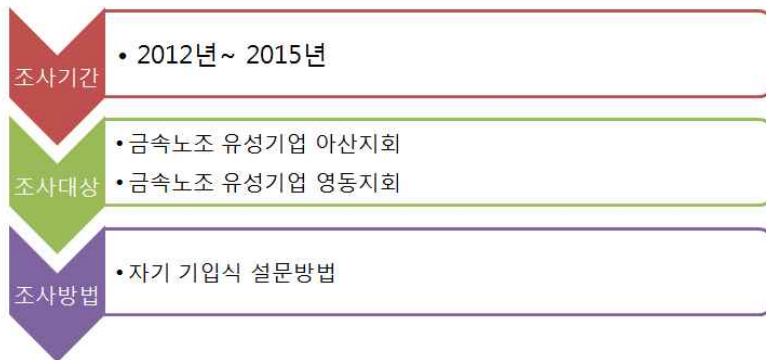 조사기간
• 2012년~ 2015년
조사대상
• 금속노조 유성기업 아산지회
• 금속노조 유성기업 영동지회
조사방법
• 자기 기입식 설문방법